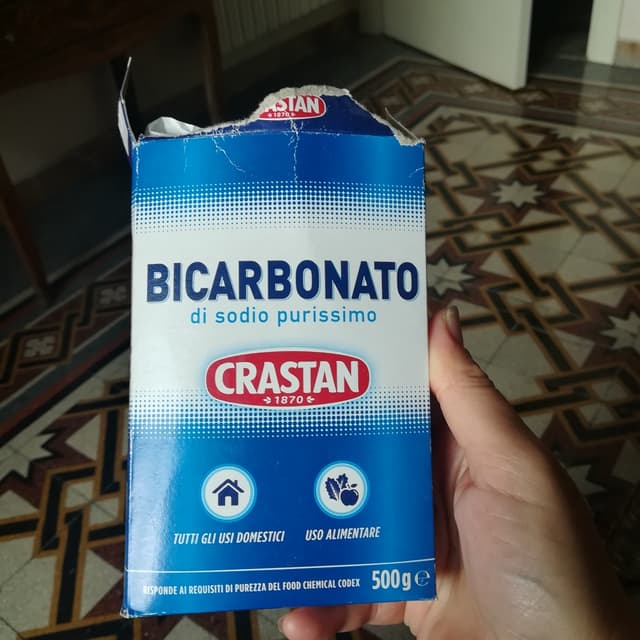 CRASTAN
1870
BICARBONATO
di sodio purissimo
CRASTAN
1870
TUTTI GLI USI DOMESTICI
USO ALIMENTARE
RISPONDE AI REQUISITI DI PUREZZA DEL FOOD CHEMICAL CODEX
500g ℮